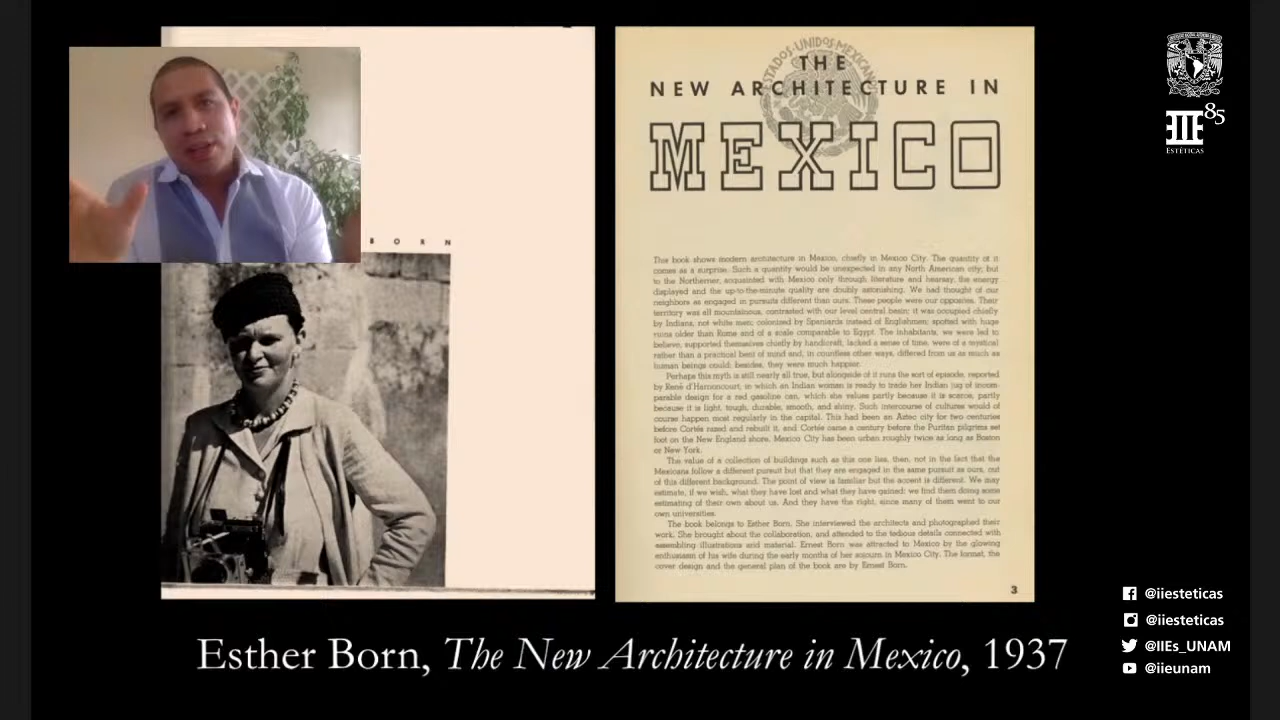 B O R N
ESTADOS UNIDOS MEXICAN
THE
NEW ARCHITECTURE IN
MEXICO
This book shows modern architecture in Mexico, chiefly in Mexico City. The quantity of it
comes as a surprise. Such a quantity would be unexpected in any North American city; but
to the Northerner, acquainted with Mexico only through literature and hearsay, the energy
displayed and the up-to-the-minute quality are doubly astonishing. We had thought of our
neighbors as engaged in pursuits different than ours. These people were our opposites. Their
territory was all mountainous, contrasted with our level central basin; it was occupied chiefly
by Indians, not white men; colonized by Spaniards instead of Englishmen; spotted with huge
ruins older than Rome and of a scale comparable to Egypt. The inhabitants, we were led to
believe, supported themselves chiefly by handicraft, lacked a sense of time, were of a mystical
rather than a practical bent of mind and, in countless other ways, differed from us as much as
human beings could; besides, they were much happier.
Perhaps this myth is still nearly all true, but alongside of it runs the sort of episode, reported
by René d'Harnoncourt, in which an Indian woman is ready to trade her Indian jug of incom-
parable design for a red gasoline can, which she values partly because it is scarce, partly
because it is light, tough, durable, smooth, and shiny. Such intercourse of cultures would of
course happen most regularly in the capital. This had been an Aztec city for two centuries
before Cortés razed and rebuilt it, and Cortés came a century before the Puritan pilgrims set
foot on the New England shore. Mexico City has been urban roughly twice as long as Boston
or New York.
The value of a collection of buildings such as this one lies, then, not in the fact that the
Mexicans follow a different pursuit but that they are engaged in the same pursuit as ours, out
of this different background. The point of view is familiar but the accent is different. We may
estimate, if we wish, what they have lost and what they have gained; we find them doing some
estimating of their own about us. And they have the right, since many of them went to our
own universities.
The book belongs to Esther Born. She interviewed the architects and photographed their
work. She brought about the collaboration, and attended to the tedious details connected with
assembling illustrations and material. Ernest Born was attracted to Mexico by the glowing
enthusiasm of his wife during the early months of her sojourn in Mexico City. The format, the
cover design and the general plan of the book are by Ernest Born.
3
Esther Born, The New Architecture in Mexico, 1937
85
ESTÉTICAS
@iiesteticas
@iiesteticas
@IIEs_UNAM
@iieunam